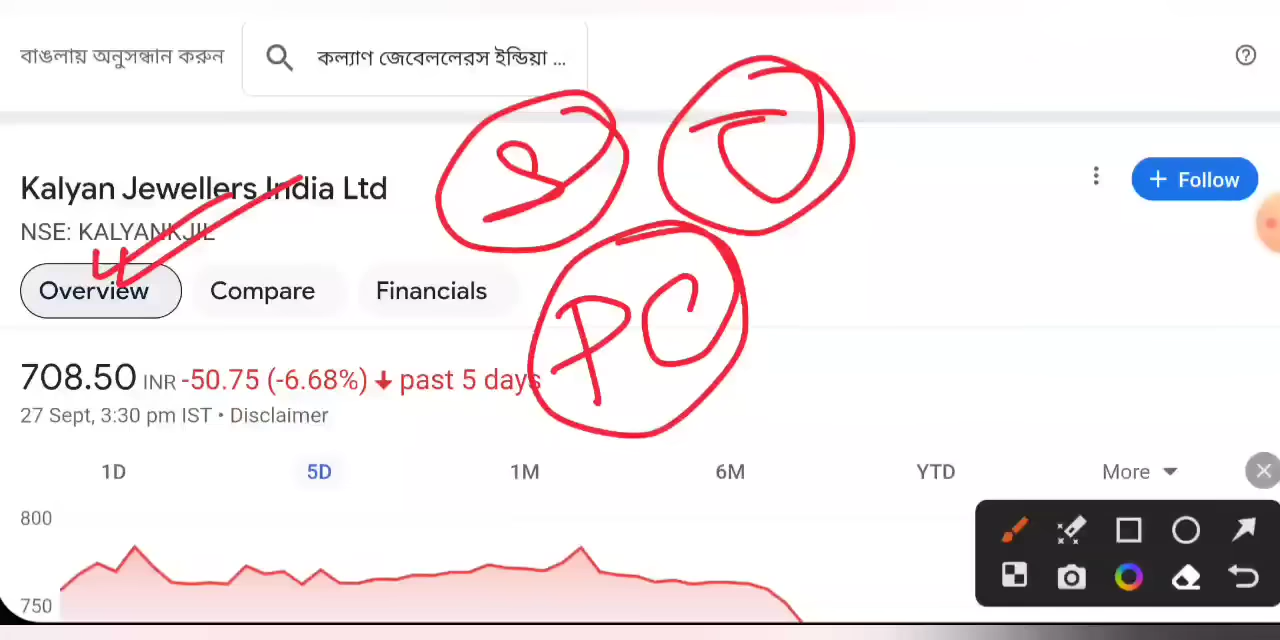 বাঙলায় অনুসন্ধান করুন
কল্যাণ জেবেললেরস ইন্ডিয়া ...
Kalyan Jewellers India Ltd
NSE: KALYANKJIL
Overview Compare Financials
+ Follow
708.50 INR -50.75 (-6.68%) past 5 days
27 Sept, 3:30 pm IST • Disclaimer
1D 5D 1M 6M YTD More
800
750
PC